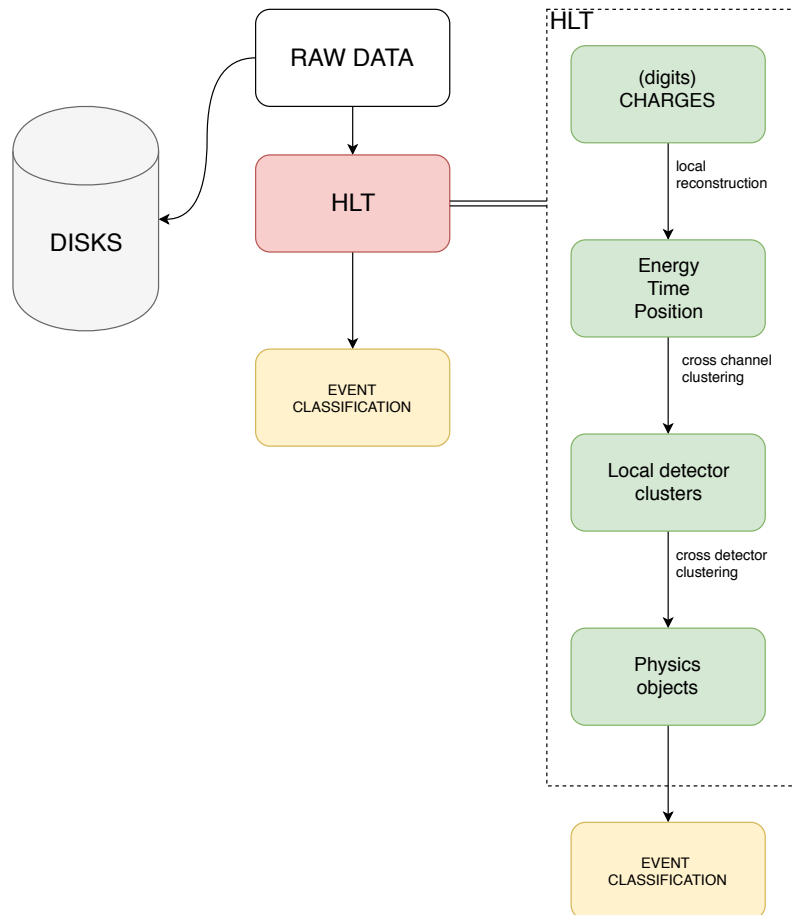 RAW DATA
DISKS
HLT
EVENT
CLASSIFICATION
HLT
(digits)
CHARGES
local
reconstruction
Energy
Time
Position
cross channel
clustering
Local detector
clusters
cross detector
clustering
Physics
objects
EVENT
CLASSIFICATION